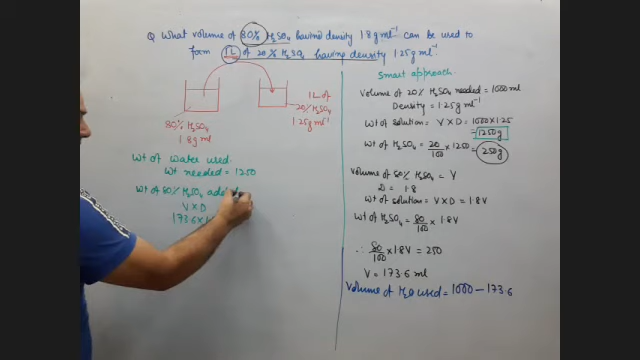 Q What volume of 80% H₂SO₄ having density 1.8 g ml⁻¹ can be used to
form 1L of 20% H₂SO₄ having density 1.25 g ml⁻¹.
80% H₂SO₄
1.8 g ml
1L of
20% H₂SO₄
1.25 g ml⁻¹
Wt of water used.
Wt needed = 1250
Wt of 80% H₂SO₄
V x D
173.6 x
Smart approach.
Volume of 20% H₂SO₄ needed = 1000 ml
Density = 1.25 g ml⁻¹
Wt of solution = V x D = 1000 x 1.25
= 1250g
Wt of H₂SO₄ = 20/100 x 1250
= 250g
Volume of 80% H₂SO₄ = V
D = 1.8
Wt of solution = V x D = 1.8V
Wt of H₂SO₄ = 80/100 x 1.8V
∴ 80/100 x 1.8V = 250
V = 173.6 ml
Volume of H₂O used = 1000 - 173.6